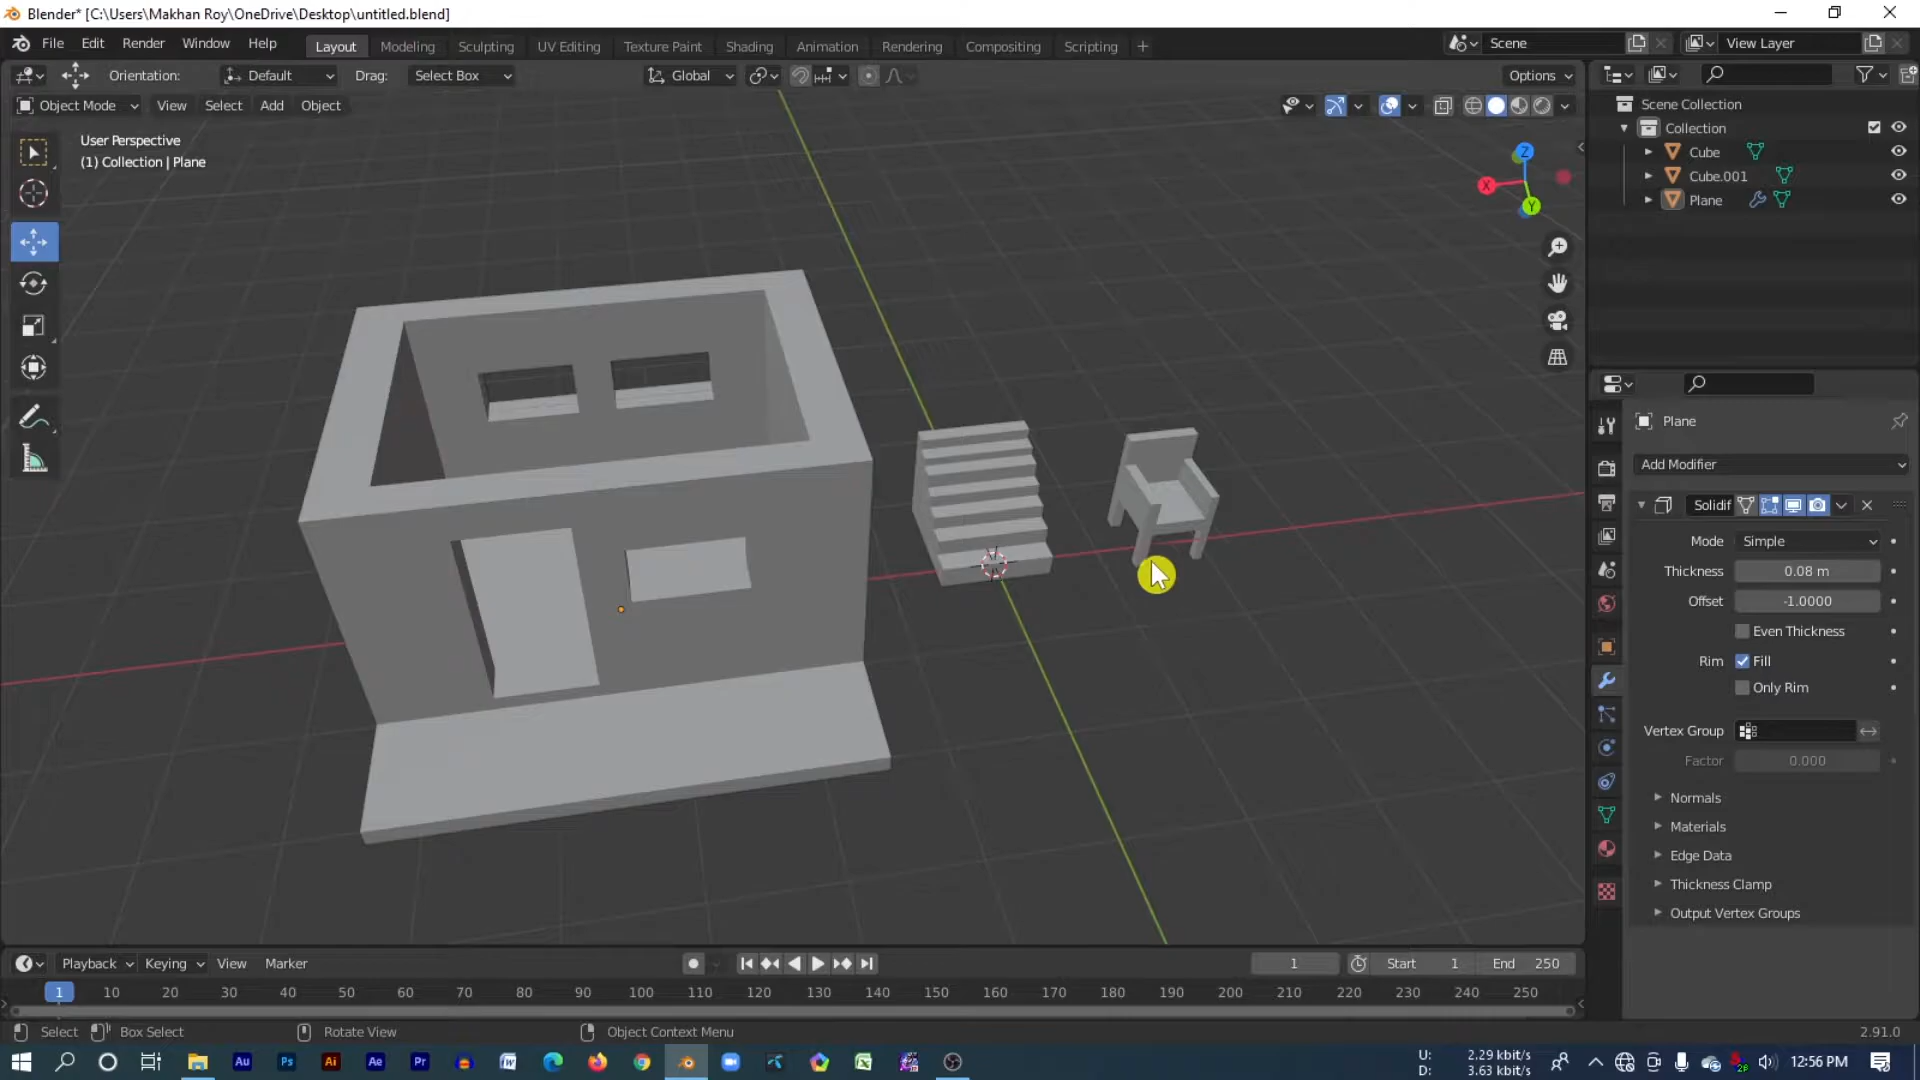 Blender* [C:\Users\Makhan Roy\OneDrive\Desktop\untitled.blend]
File Edit Render Window Help Layout Modeling Sculpting UV Editing Texture Paint Shading Animation Rendering Compositing Scripting + Scene View Layer
Orientation: Default Drag: Select Box Global Options
Object Mode View Select Add Object
Scene Collection
Collection
Cube
Cube.001
Plane
User Perspective
(1) Collection | Plane
X Y Z
Plane
Add Modifier
Solidif
Mode Simple
Thickness 0.08 m
Offset -1.0000
Even Thickness
Rim Fill
Only Rim
Vertex Group
Factor 0.000
Normals
Materials
Edge Data
Thickness Clamp
Output Vertex Groups
Playback Keying View Marker 1 Start 1 End 250
1 10 20 30 40 50 60 70 80 90 100 110 120 130 140 150 160 170 180 190 200 210 220 230 240 250
Select Box Select Rotate View Object Context Menu 2.91.0
Au Ps Ai Ae Pr
U: 2.29 kbit/s
D: 3.63 kbit/s
12:56 PM